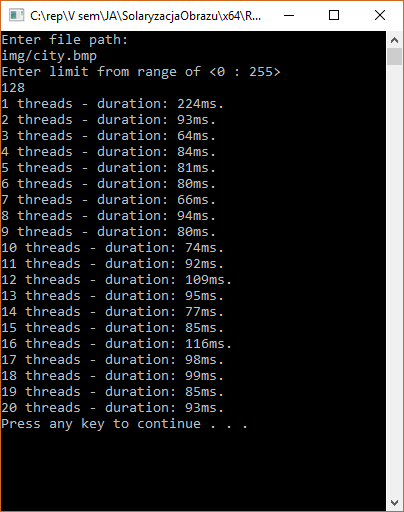 C:\rep\V sem\JA\SolaryzacjaObrazu\x64\R...
Enter file path:
img/city.bmp
Enter limit from range of <0 : 255>
128
1 threads - duration: 224ms.
2 threads - duration: 93ms.
3 threads - duration: 64ms.
4 threads - duration: 84ms.
5 threads - duration: 81ms.
6 threads - duration: 80ms.
7 threads - duration: 66ms.
8 threads - duration: 94ms.
9 threads - duration: 80ms.
10 threads - duration: 74ms.
11 threads - duration: 92ms.
12 threads - duration: 109ms.
13 threads - duration: 95ms.
14 threads - duration: 77ms.
15 threads - duration: 85ms.
16 threads - duration: 116ms.
17 threads - duration: 98ms.
18 threads - duration: 99ms.
19 threads - duration: 85ms.
20 threads - duration: 93ms.
Press any key to continue . . .